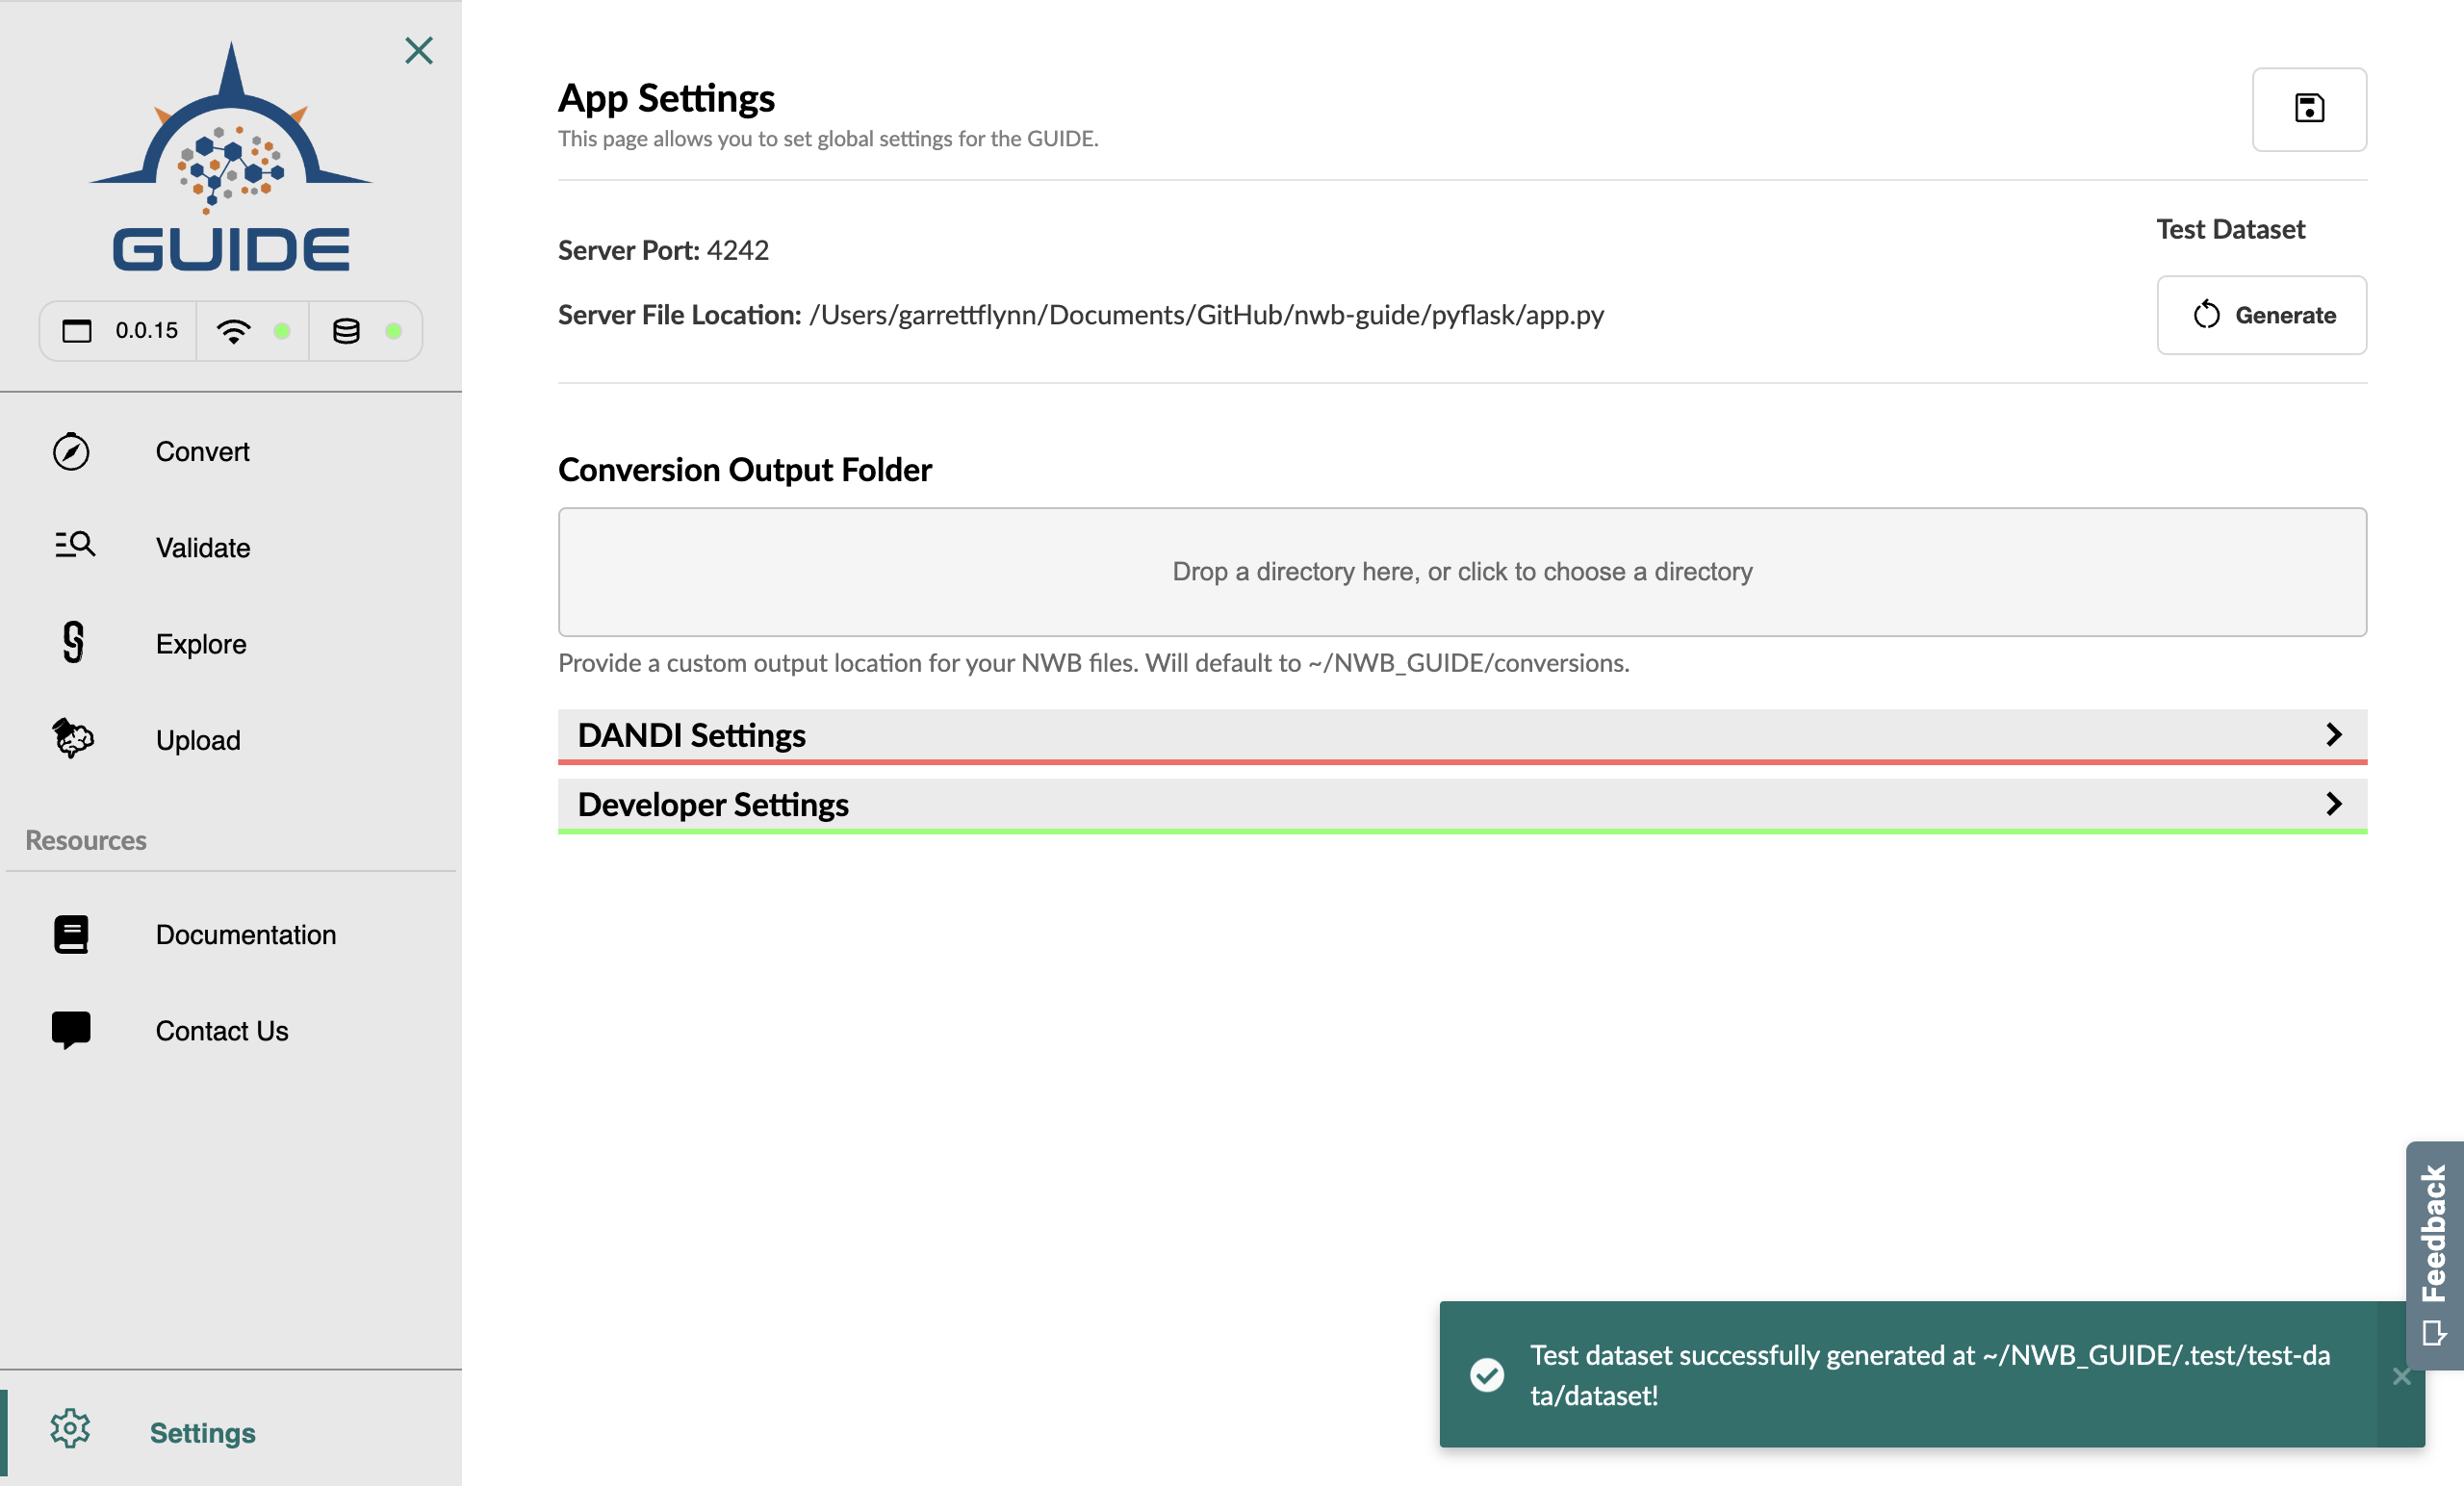 GUIDE
0.0.15
Convert
Validate
Explore
Upload
Resources
Documentation
Contact Us
Settings
App Settings
This page allows you to set global settings for the GUIDE.
Server Port: 4242
Server File Location: /Users/garrettflynn/Documents/GitHub/nwb-guide/pyflask/app.py
Test Dataset
Generate
Conversion Output Folder
Drop a directory here, or click to choose a directory
Provide a custom output location for your NWB files. Will default to ~/NWB_GUIDE/conversions.
DANDI Settings
Developer Settings
Feedback
Test dataset successfully generated at ~/NWB_GUIDE/.test/test-da
ta/dataset!